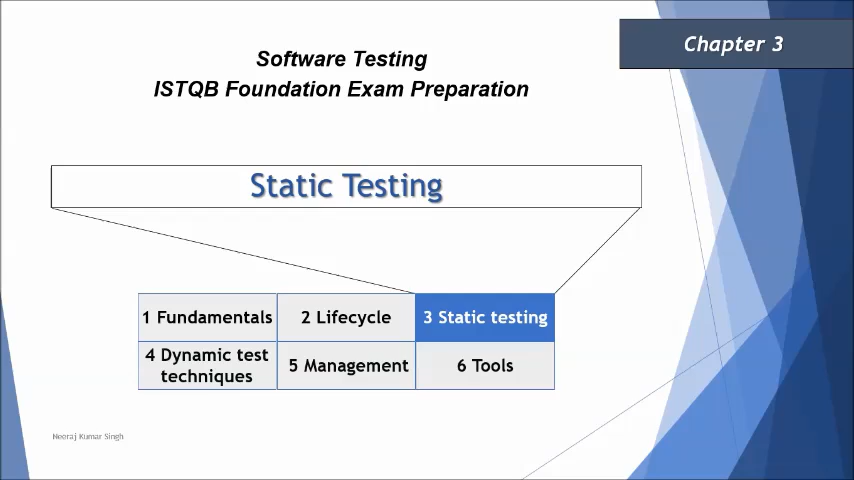 Chapter 3
Software Testing
ISTQB Foundation Exam Preparation
Static Testing
1 Fundamentals
2 Lifecycle
3 Static testing
4 Dynamic test
techniques
5 Management
6 Tools
Neeraj Kumar Singh